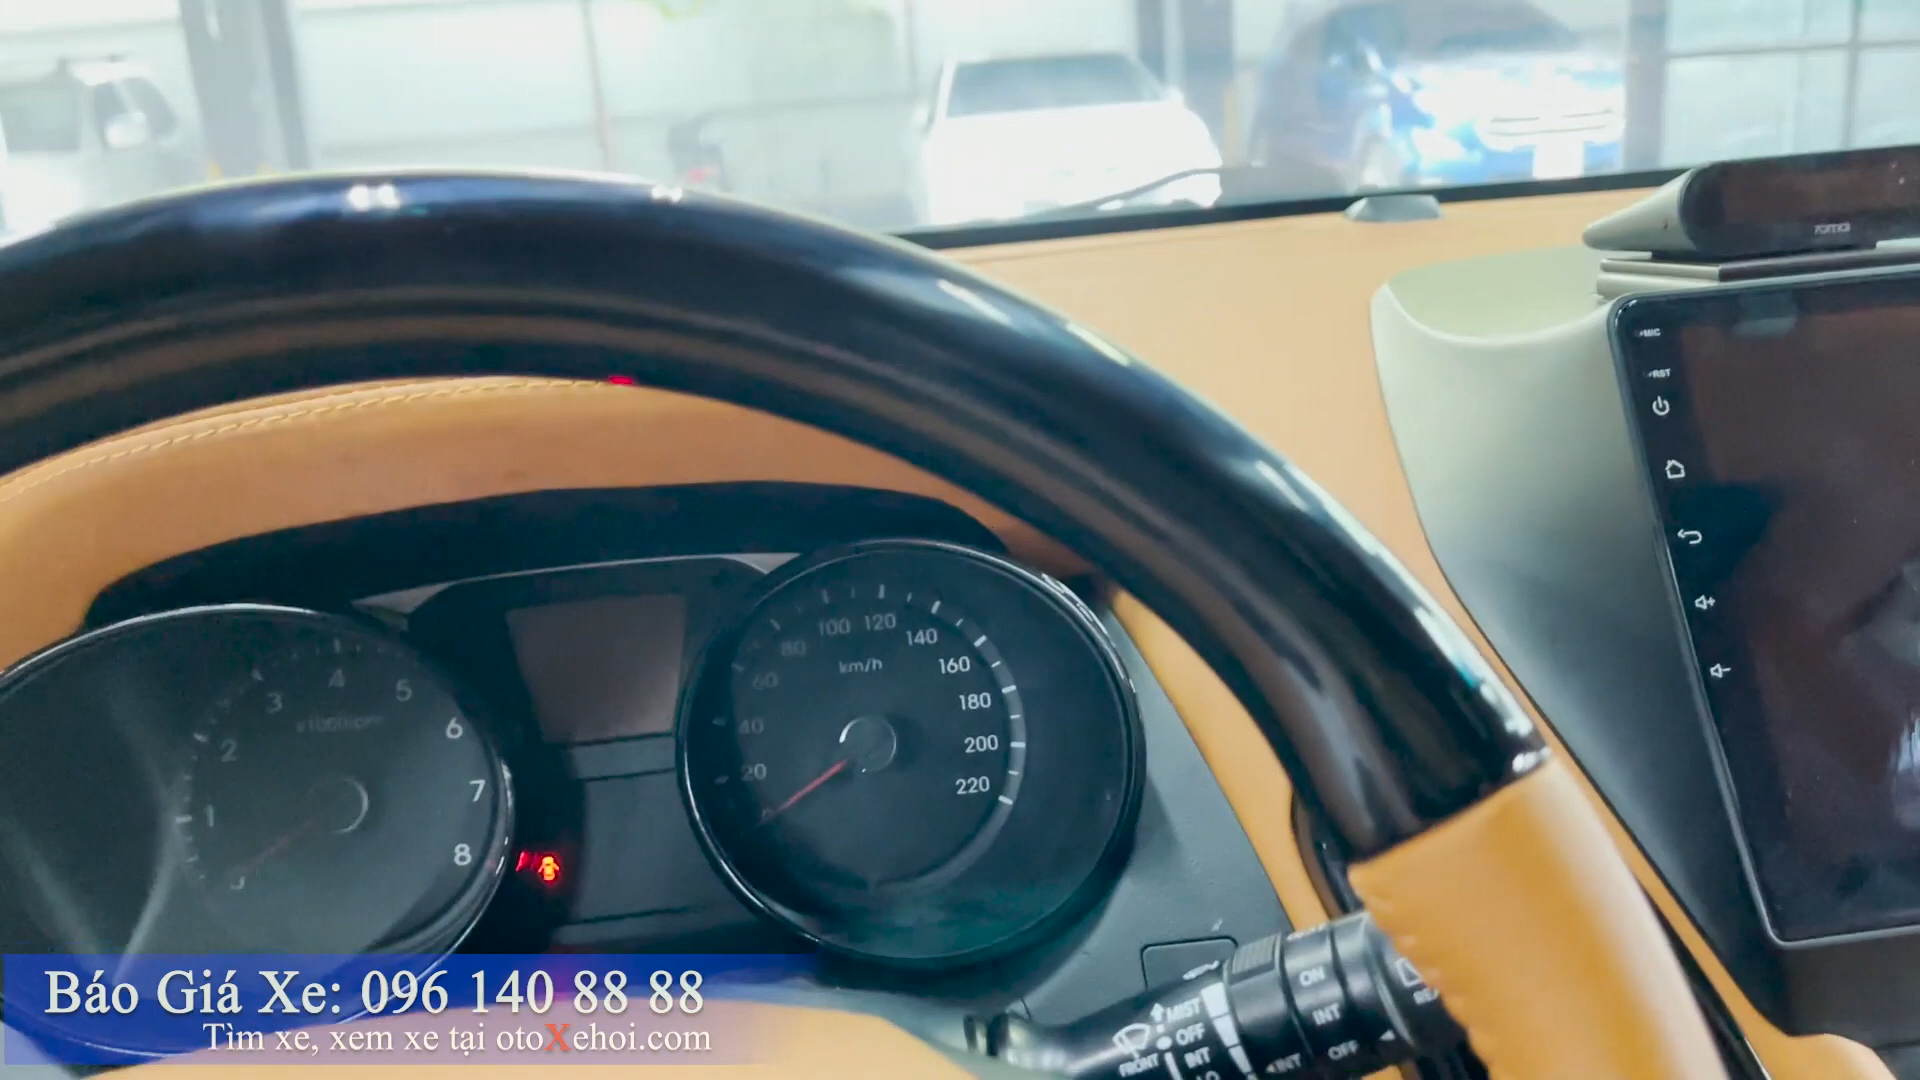 MIC
RST
100 120
80 140
km/h
60 160
40 180
20 200
220
4
3 5
2 6
1 7
8
Báo Giá Xe: 096 140 88 88
Tìm xe, xem xe tại otoXehoi.com
MIST
OFF
INT
LO
FRONT
ON
INT
OFF
INT